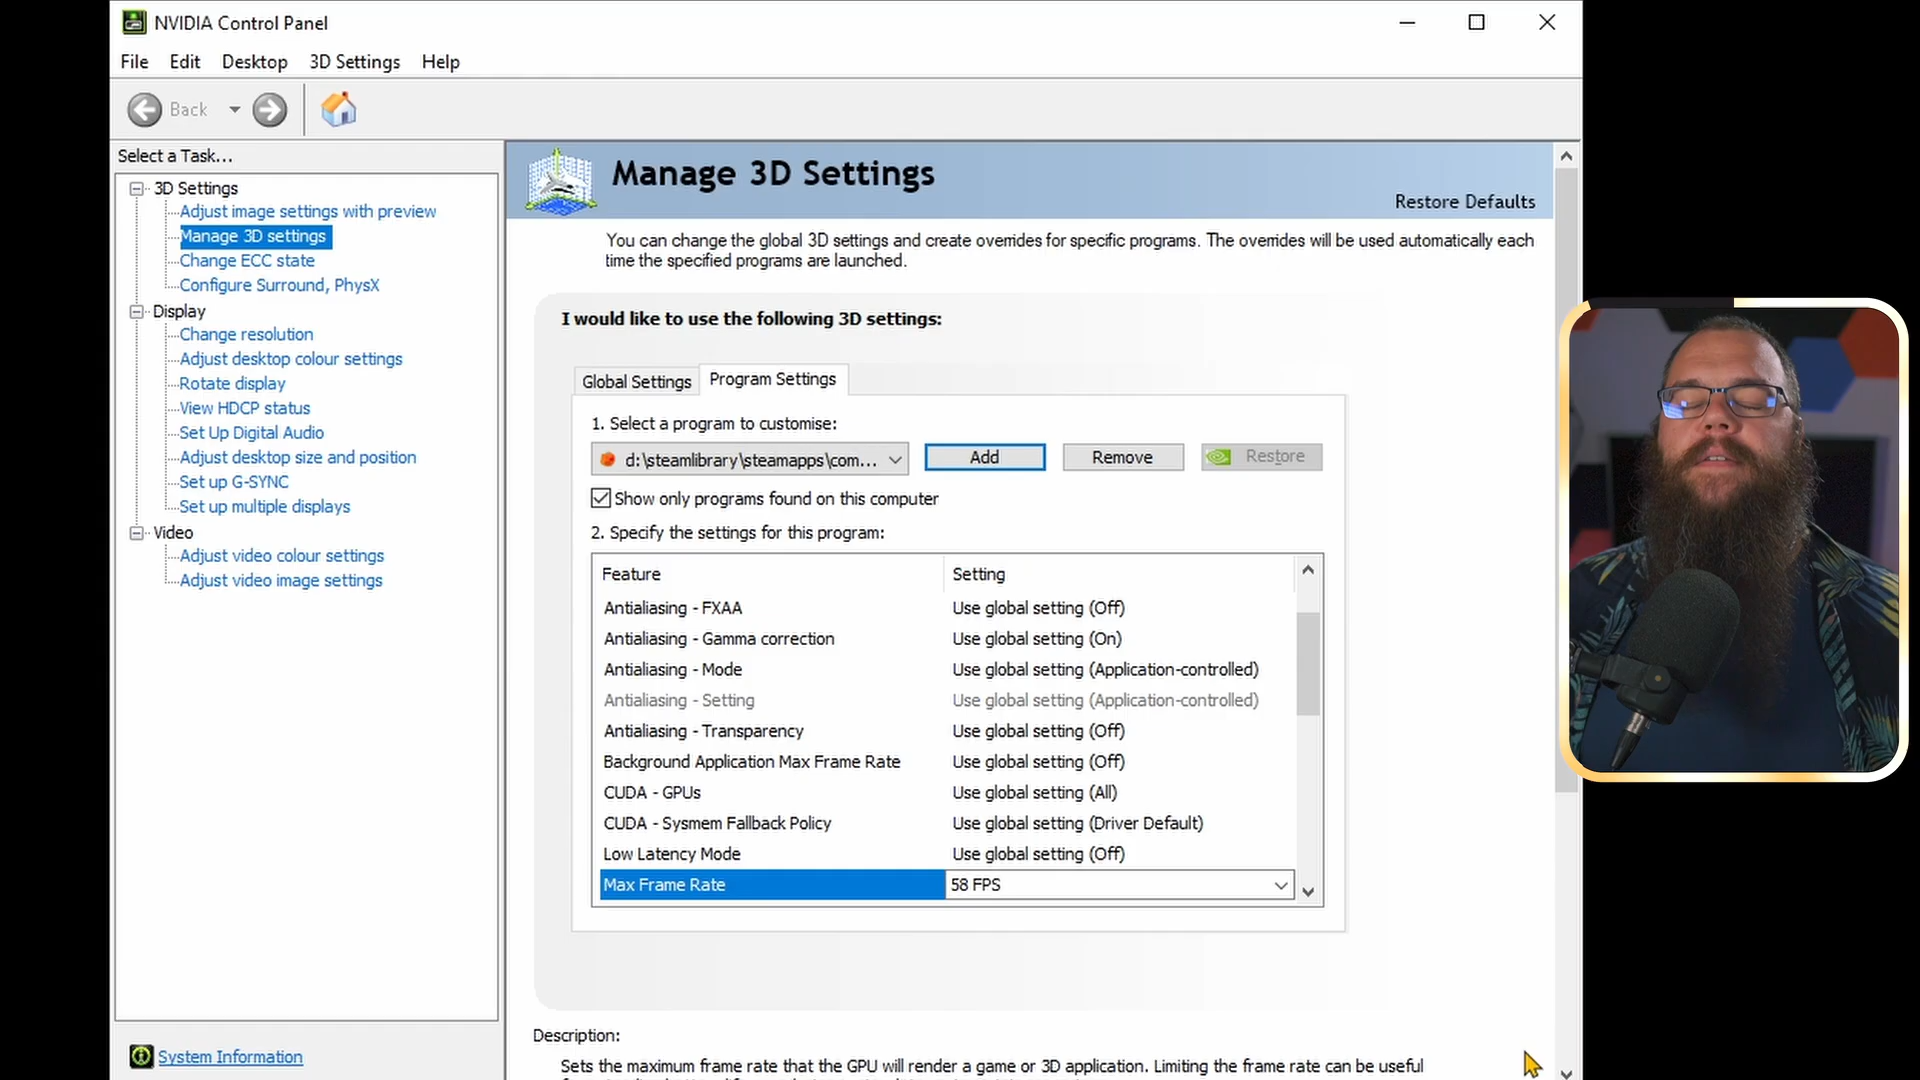 NVIDIA Control Panel
File Edit Desktop 3D Settings Help
Back
Select a Task...
3D Settings
Adjust image settings with preview
Manage 3D settings
Change ECC state
Configure Surround, PhysX
Display
Change resolution
Adjust desktop colour settings
Rotate display
View HDCP status
Set Up Digital Audio
Adjust desktop size and position
Set up G-SYNC
Set up multiple displays
Video
Adjust video colour settings
Adjust video image settings
System Information
Manage 3D Settings
Restore Defaults
You can change the global 3D settings and create overrides for specific programs. The overrides will be used automatically each
time the specified programs are launched.
I would like to use the following 3D settings:
Global Settings Program Settings
1. Select a program to customise:
d:\steamlibrary\steamapps\com... Add Remove Restore
Show only programs found on this computer
2. Specify the settings for this program:
Feature Setting
Antialiasing - FXAA Use global setting (Off)
Antialiasing - Gamma correction Use global setting (On)
Antialiasing - Mode Use global setting (Application-controlled)
Antialiasing - Setting Use global setting (Application-controlled)
Antialiasing - Transparency Use global setting (Off)
Background Application Max Frame Rate Use global setting (Off)
CUDA - GPUs Use global setting (All)
CUDA - Sysmem Fallback Policy Use global setting (Driver Default)
Low Latency Mode Use global setting (Off)
Max Frame Rate 58 FPS
Description:
Sets the maximum frame rate that the GPU will render a game or 3D application. Limiting the frame rate can be useful